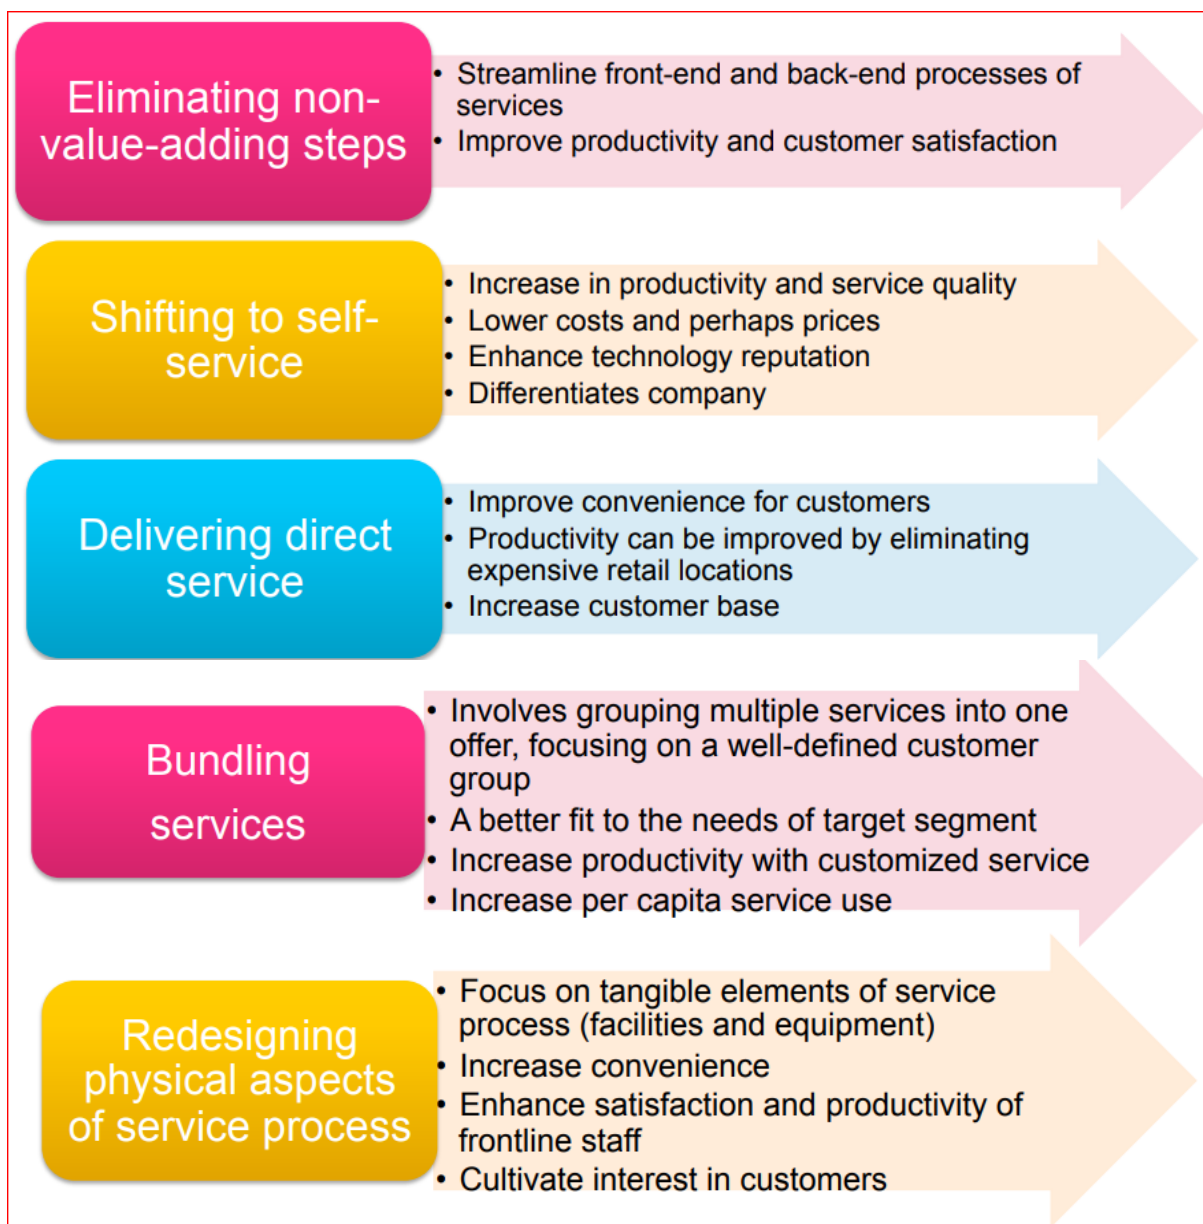 Eliminating non-
value-adding steps
• Streamline front-end and back-end processes of
services
• Improve productivity and customer satisfaction
Shifting to self-
service
• Increase in productivity and service quality
• Lower costs and perhaps prices
• Enhance technology reputation
• Differentiates company
Delivering direct
service
• Improve convenience for customers
• Productivity can be improved by eliminating
expensive retail locations
• Increase customer base
Bundling
services
• Involves grouping multiple services into one
offer, focusing on a well-defined customer
group
• A better fit to the needs of target segment
• Increase productivity with customized service
• Increase per capita service use
Redesigning
physical aspects
of service process
• Focus on tangible elements of service
process (facilities and equipment)
• Increase convenience
• Enhance satisfaction and productivity of
frontline staff
• Cultivate interest in customers